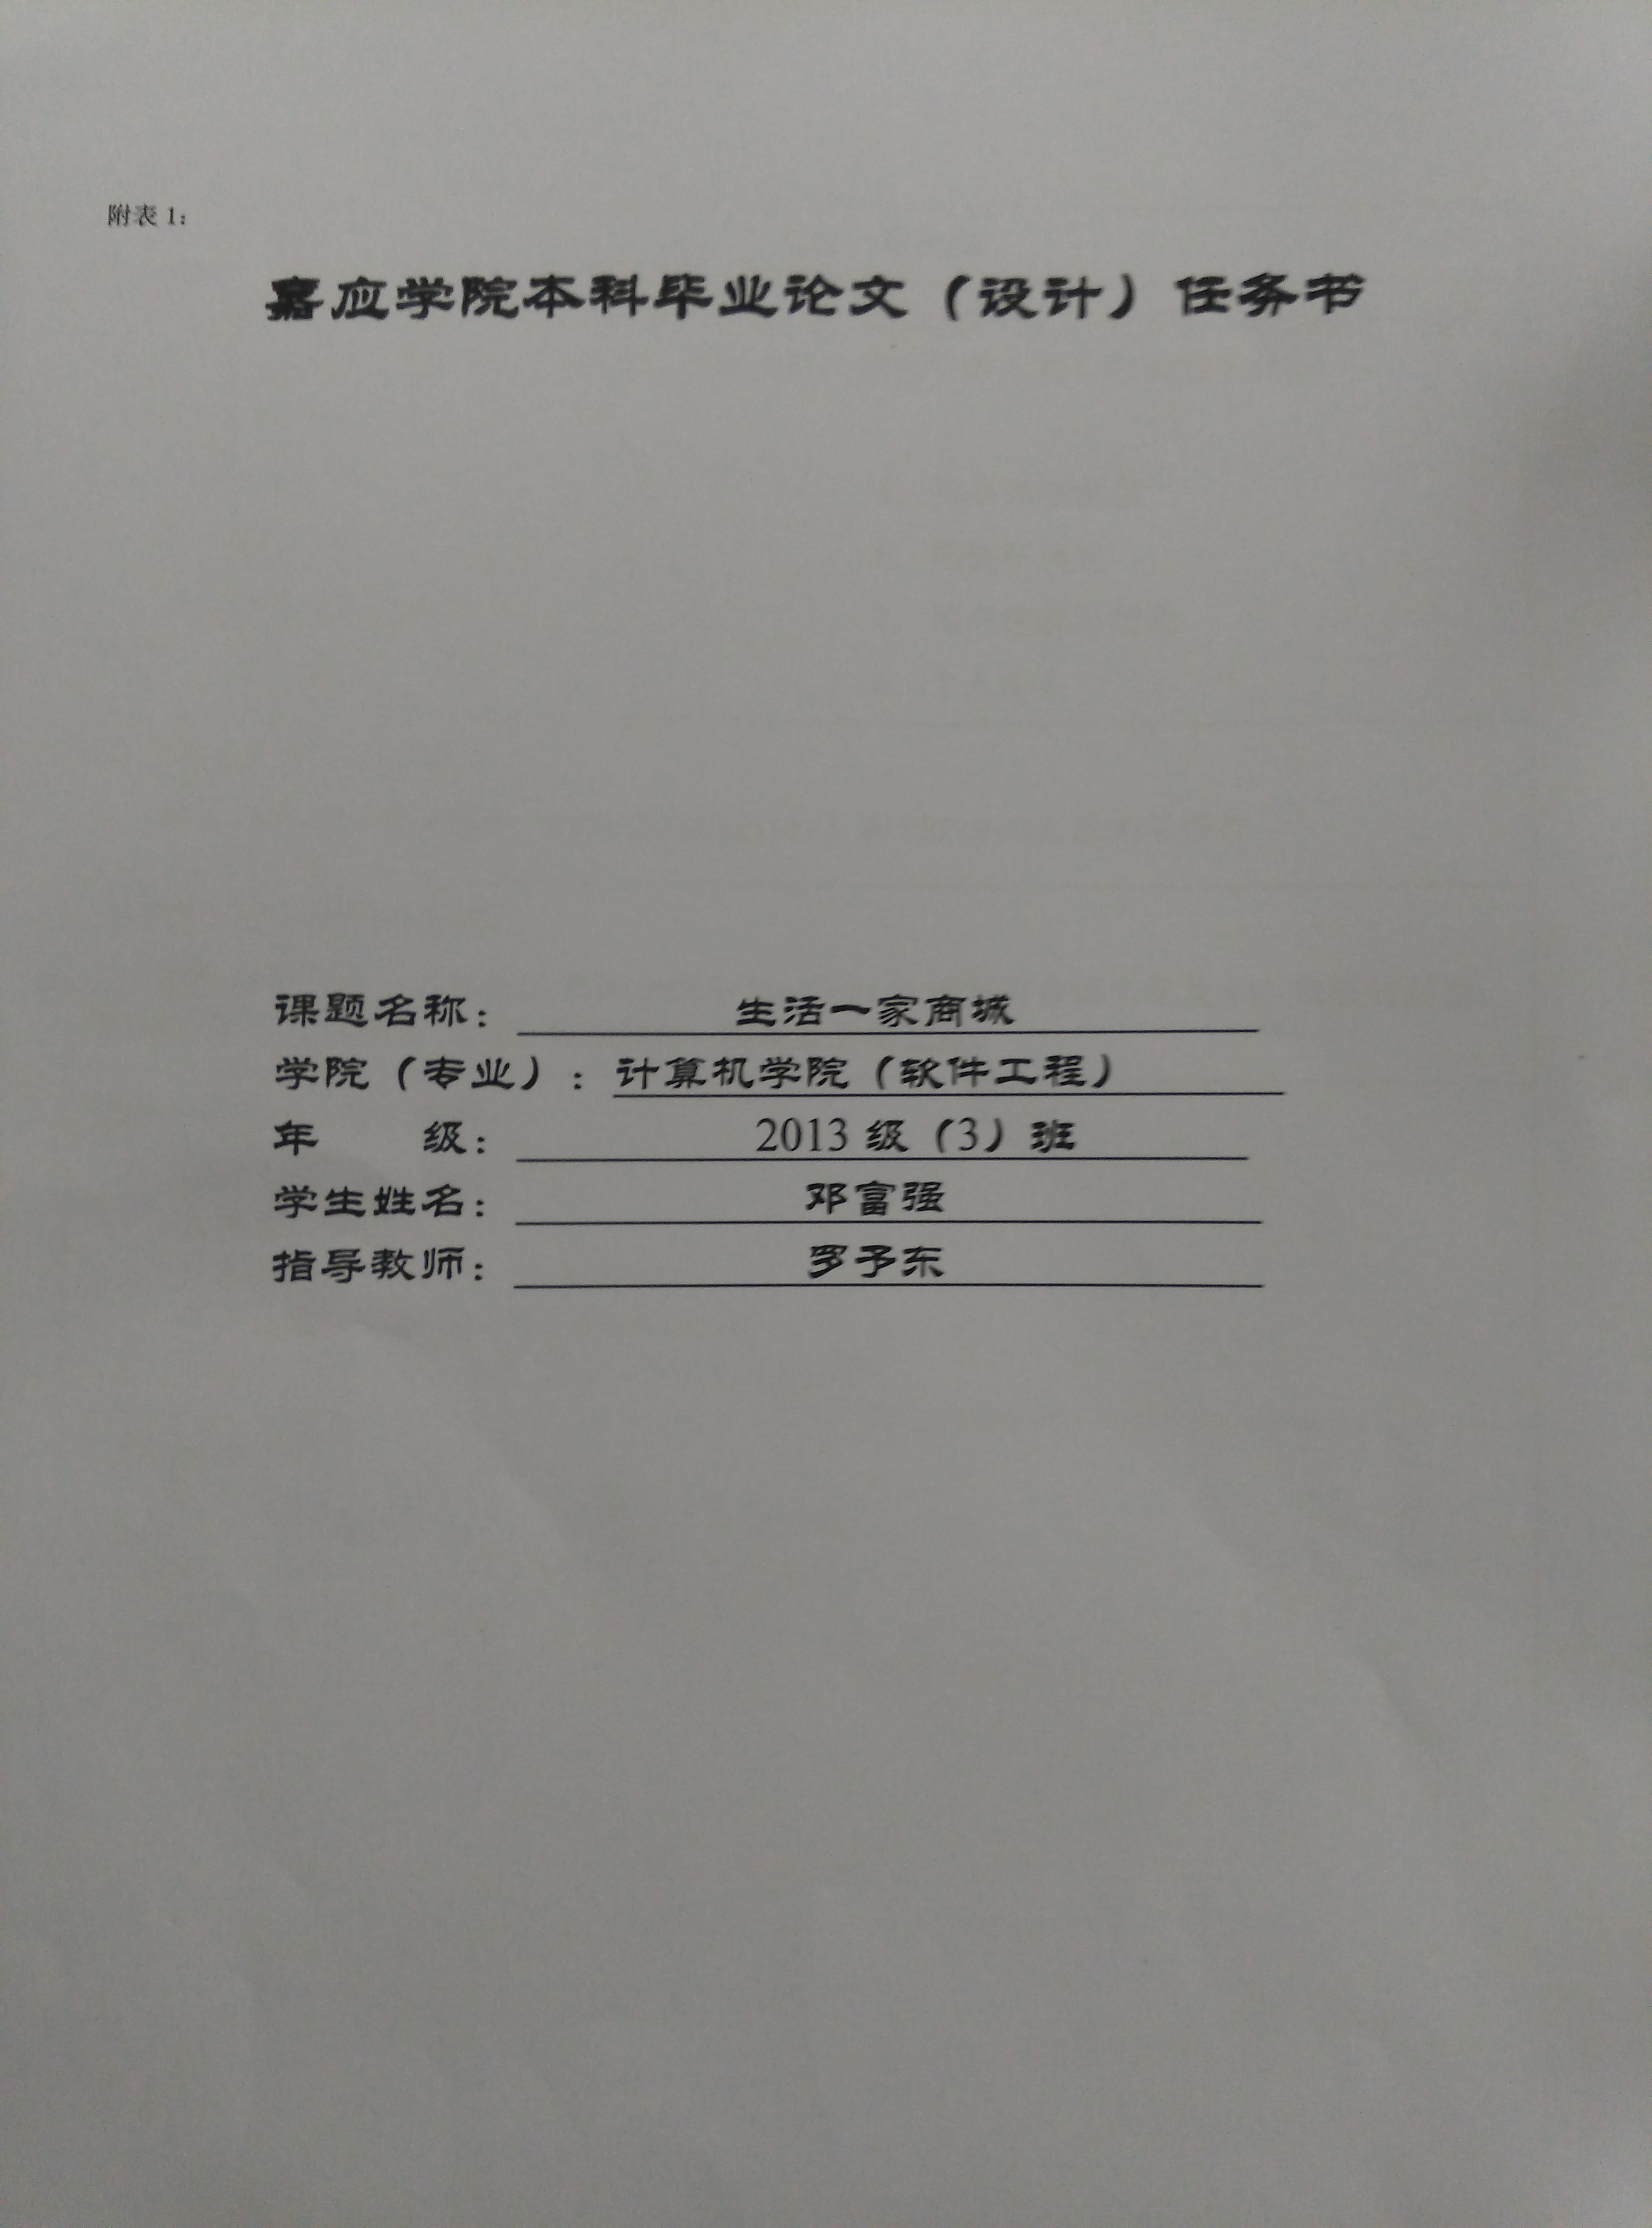 附表 1:
嘉应学院本科毕业论文（设计）任务书
课题名称： 生活一家商城
学院（专业）：计算机学院（软件工程）
年 级： 2013 级（3）班
学生姓名： 邓富强
指导教师： 罗予东